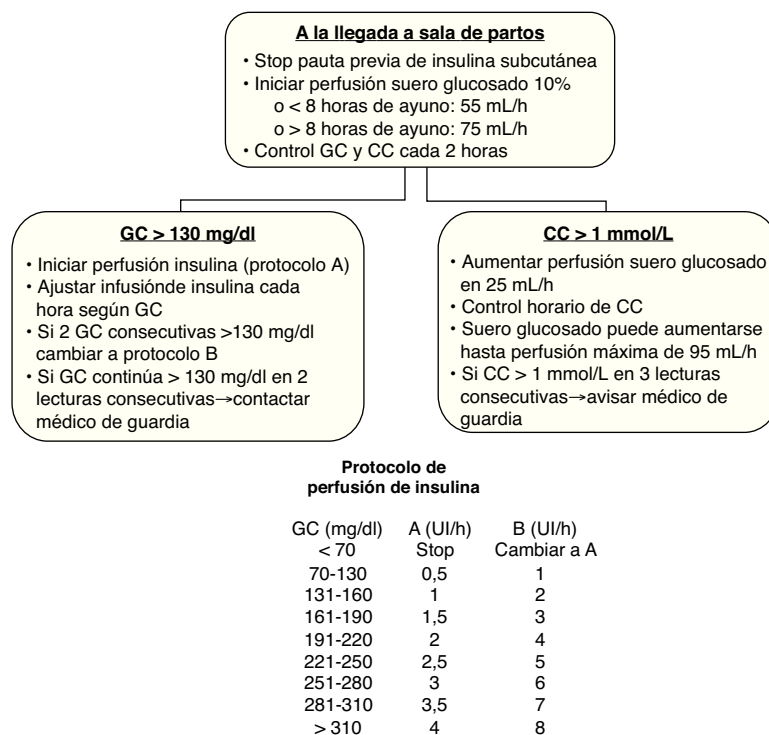 A la llegada a sala de partos
• Stop pauta previa de insulina subcutánea
• Iniciar perfusión suero glucosado 10%
o < 8 horas de ayuno: 55 mL/h
o > 8 horas de ayuno: 75 mL/h
• Control GC y CC cada 2 horas
GC > 130 mg/dl
• Iniciar perfusión insulina (protocolo A)
• Ajustar infusiónde insulina cada
hora según GC
• Si 2 GC consecutivas >130 mg/dl
cambiar a protocolo B
• Si GC continúa > 130 mg/dl en 2
lecturas consecutivas→contactar
médico de guardia
CC > 1 mmol/L
• Aumentar perfusión suero glucosado
en 25 mL/h
• Control horario de CC
• Suero glucosado puede aumentarse
hasta perfusión máxima de 95 mL/h
• Si CC > 1 mmol/L en 3 lecturas
consecutivas→avisar médico de
guardia
Protocolo de
perfusión de insulina
GC (mg/dl) A (UI/h) B (UI/h)
< 70 Stop Cambiar a A
70-130 0,5 1
131-160 1 2
161-190 1,5 3
191-220 2 4
221-250 2,5 5
251-280 3 6
281-310 3,5 7
> 310 4 8